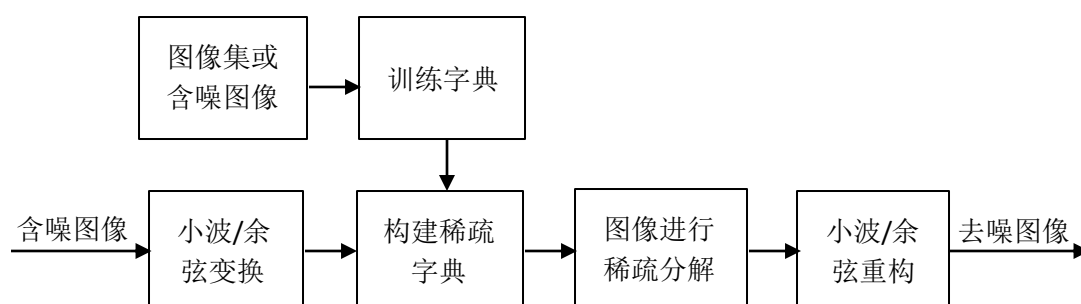 图像集或
含噪图像
训练字典
含噪图像
小波/余
弦变换
构建稀疏
字典
图像进行
稀疏分解
小波/余
弦重构
去噪图像